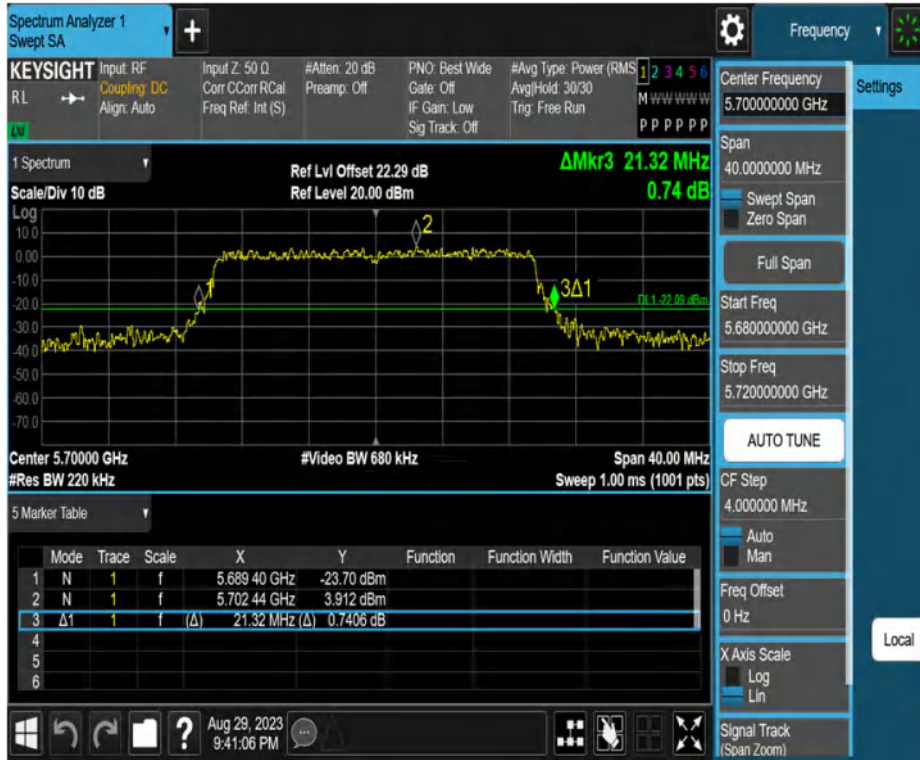 Spectrum Analyzer 1
Swept SA
+
Frequency
KEYSIGHT
RL
LXI
Input: RF
Coupling: DC
Align: Auto
Input Z: 50 Ω
Corr CCorr RCal
Freq Ref: Int (S)
#Atten: 20 dB
Preamp: Off
PNO: Best Wide
Gate: Off
IF Gain: Low
Sig Track: Off
#Avg Type: Power (RMS
Avg|Hold: 30/30
Trig: Free Run
1 2 3 4 5 6
M W W W W W
P P P P P P
1 Spectrum
Scale/Div 10 dB
Ref Lvl Offset 22.29 dB
Ref Level 20.00 dBm
ΔMkr3 21.32 MHz
0.74 dB
Log
10.0
0.00
-10.0
-20.0
-30.0
-40.0
-50.0
-60.0
-70.0
1
2
3Δ1
DL1 -22.09 dBm
Center 5.70000 GHz
#Res BW 220 kHz
#Video BW 680 kHz
Span 40.00 MHz
Sweep 1.00 ms (1001 pts)
5 Marker Table
Mode Trace Scale X Y Function Function Width Function Value
1 N 1 f 5.689 40 GHz -23.70 dBm
2 N 1 f 5.702 44 GHz 3.912 dBm
3 Δ1 1 f (Δ) 21.32 MHz (Δ) 0.7406 dB
4
5
6
?
Aug 29, 2023
9:41:06 PM
Center Frequency
5.700000000 GHz
Span
40.0000000 MHz
Swept Span
Zero Span
Full Span
Start Freq
5.680000000 GHz
Stop Freq
5.720000000 GHz
AUTO TUNE
CF Step
4.000000 MHz
Auto
Man
Freq Offset
0 Hz
X Axis Scale
Log
Lin
Signal Track
(Span Zoom)
Settings
Local